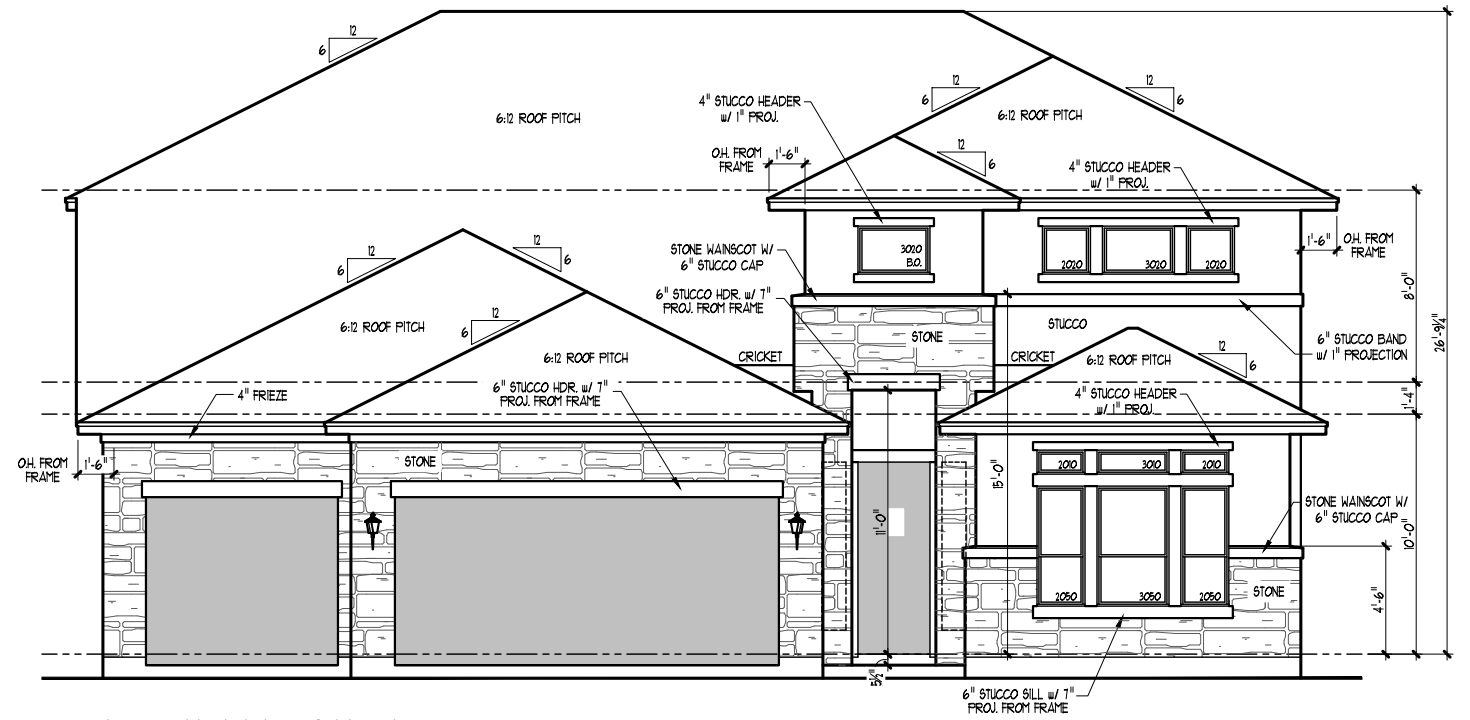 12
6
6:12 ROOF PITCH
4" STUCCO HEADER
w/ 1" PROJ.
12
6
12
6
6:12 ROOF PITCH
O.H. FROM
FRAME
1'-6"
12
6
4" STUCCO HEADER
w/ 1" PROJ.
3020
B.O.
2020
3020
2020
1'-6"
O.H. FROM
FRAME
STONE WAINSCOT W/
6" STUCCO CAP
6" STUCCO HDR. w/ 7"
PROJ. FROM FRAME
12
6
12
6
8'-0"
26'-9¼"
12
6
6:12 ROOF PITCH
6:12 ROOF PITCH
STONE
STUCCO
6" STUCCO BAND
w/ 1" PROJECTION
CRICKET
CRICKET
6:12 ROOF PITCH
12
6
4" FRIEZE
6" STUCCO HDR. w/ 7"
PROJ. FROM FRAME
4" STUCCO HEADER
w/ 1" PROJ.
1'-4"
O.H. FROM
FRAME
1'-6"
STONE
2010
3010
2010
15'-0"
11'-0"
STONE WAINSCOT W/
6" STUCCO CAP
10'-0"
2050
3050
2050
STONE
4'-6"
5½"
6" STUCCO SILL w/ 7"
PROJ. FROM FRAME